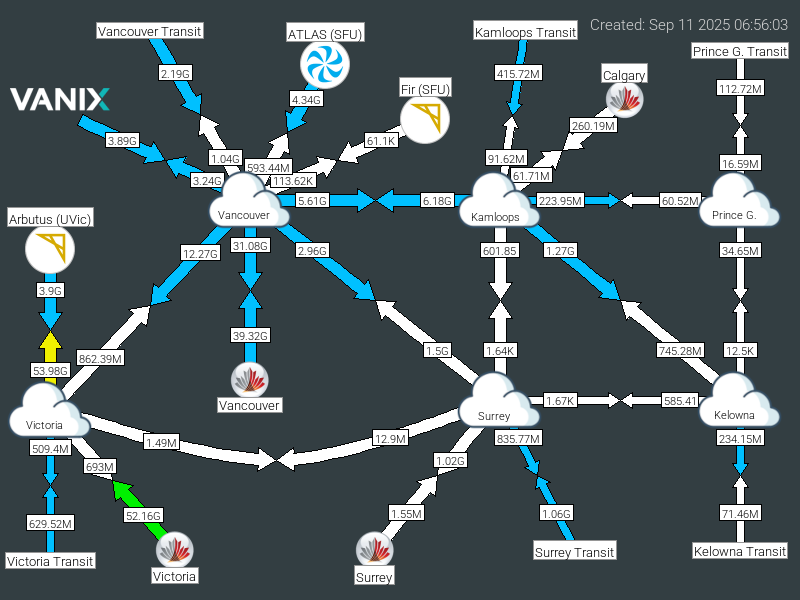 Created: Sep 11 2025 06:56:03
Vancouver Transit
ATLAS (SFU)
Kamloops Transit
Prince G. Transit
2.19G
415.72M
Calgary
112.72M
4.34G
Fir (SFU)
VANIX
260.19M
3.89G
61.1K
1.04G
593.44M
91.62M
16.59M
3.24G
113.62K
61.71M
5.61G
6.18G
223.95M
60.52M
Vancouver
Kamloops
Prince G.
Arbutus (UVic)
12.27G
31.08G
2.96G
601.85
1.27G
34.65M
3.9G
39.32G
862.39M
1.5G
1.64K
745.28M
12.5K
53.98G
Vancouver
1.67K
585.41
Victoria
Surrey
Kelowna
509.4M
1.49M
12.9M
835.77M
234.15M
693M
1.02G
629.52M
52.16G
1.55M
1.06G
71.46M
Victoria Transit
Victoria
Surrey
Surrey Transit
Kelowna Transit